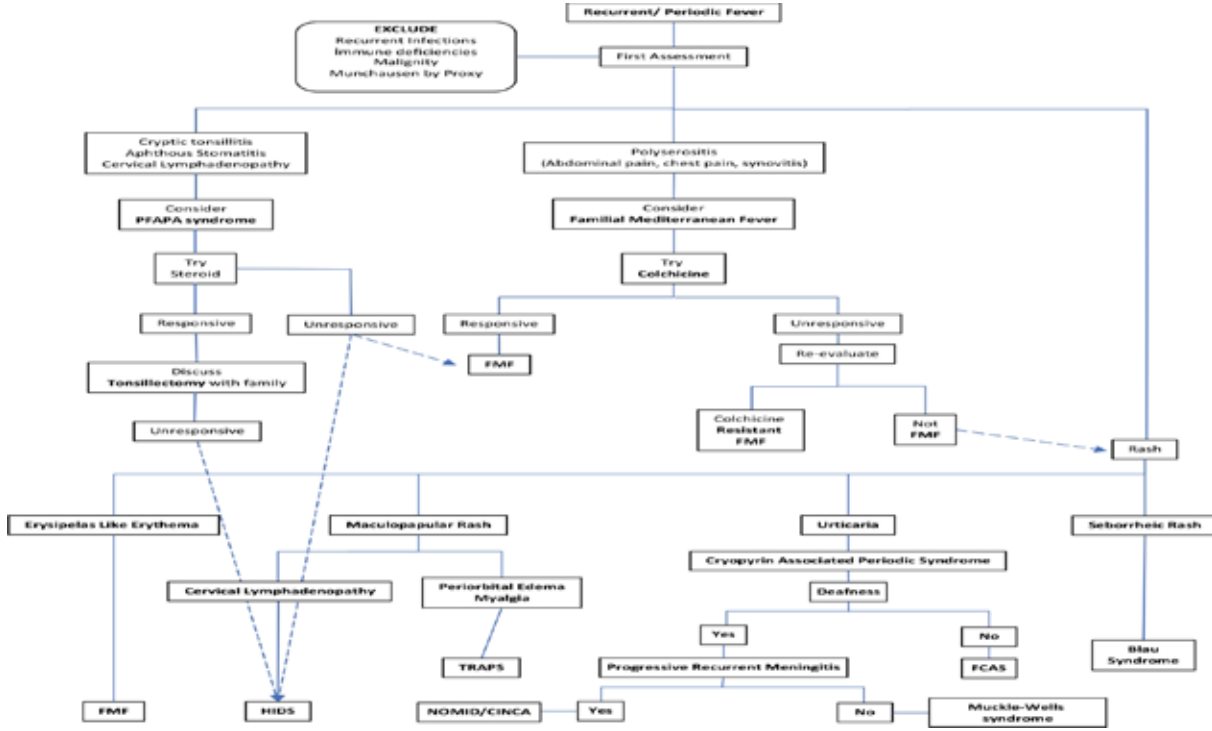 Recurrent/ Periodic Fever
EXCLUDE
Recurrent Infections
Immune deficiencies
Malignity
Munchausen by Proxy
First Assessment
Cryptic tonsillitis
Aphthous Stomatitis
Cervical Lymphadenopathy
Polyserositis
(Abdominal pain, chest pain, synovitis)
Consider
PFAPA syndrome
Consider
Familial Mediterranean Fever
Try
Steroid
Try
Colchicine
Responsive
Unresponsive
Responsive
Unresponsive
FMF
Re-evaluate
Discuss
Tonsillectomy with family
Unresponsive
Colchicine
Resistant
FMF
Not
FMF
Rash
Erysipelas Like Erythema
Maculopapular Rash
Urticaria
Seborrheic Rash
Cryopyrin Associated Periodic Syndrome
Cervical Lymphadenopathy
Periorbital Edema
Myalgia
Deafness
Yes
No
TRAPS
Progressive Recurrent Meningitis
FCAS
Blau
Syndrome
FMF
HIDS
NOMID/CINCA
Yes
No
Muckle-Wells
syndrome